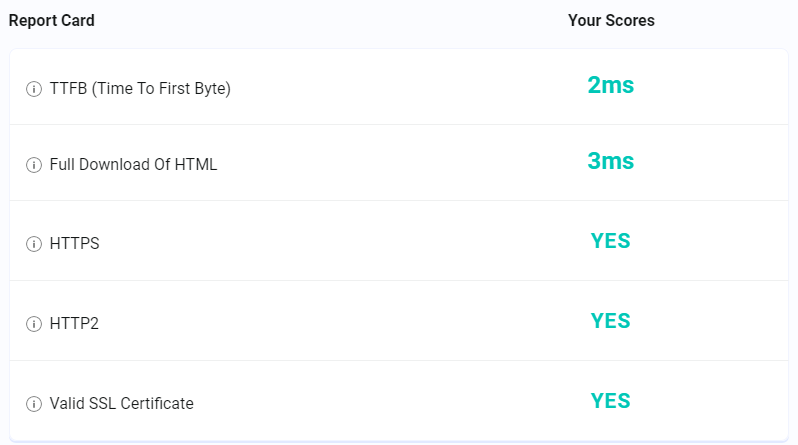 Report Card Your Scores
TTFB (Time To First Byte) 2ms
Full Download Of HTML 3ms
HTTPS YES
HTTP2 YES
Valid SSL Certificate YES